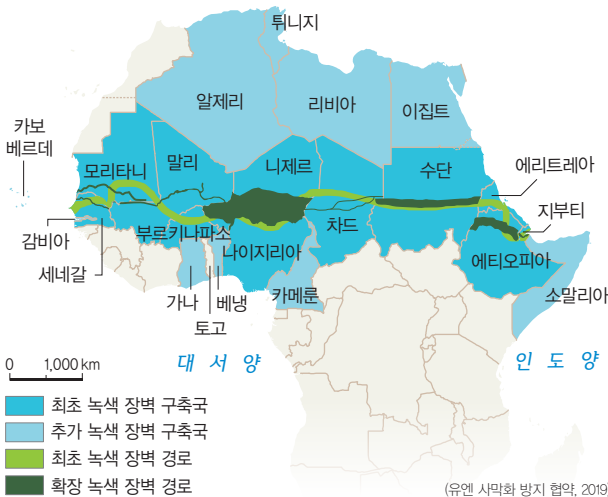 튀니지
알제리
리비아
이집트
카보
베르데
모리타니
말리
니제르
수단
에리트레아
지부티
감비아
세네갈
부르키나파소
나이지리아
차드
에티오피아
가나
토고
베냉
카메룬
소말리아
대서양
인도양
0 1,000 km
최초 녹색 장벽 구축국
추가 녹색 장벽 구축국
최초 녹색 장벽 경로
확장 녹색 장벽 경로
(유엔 사막화 방지 협약, 2019